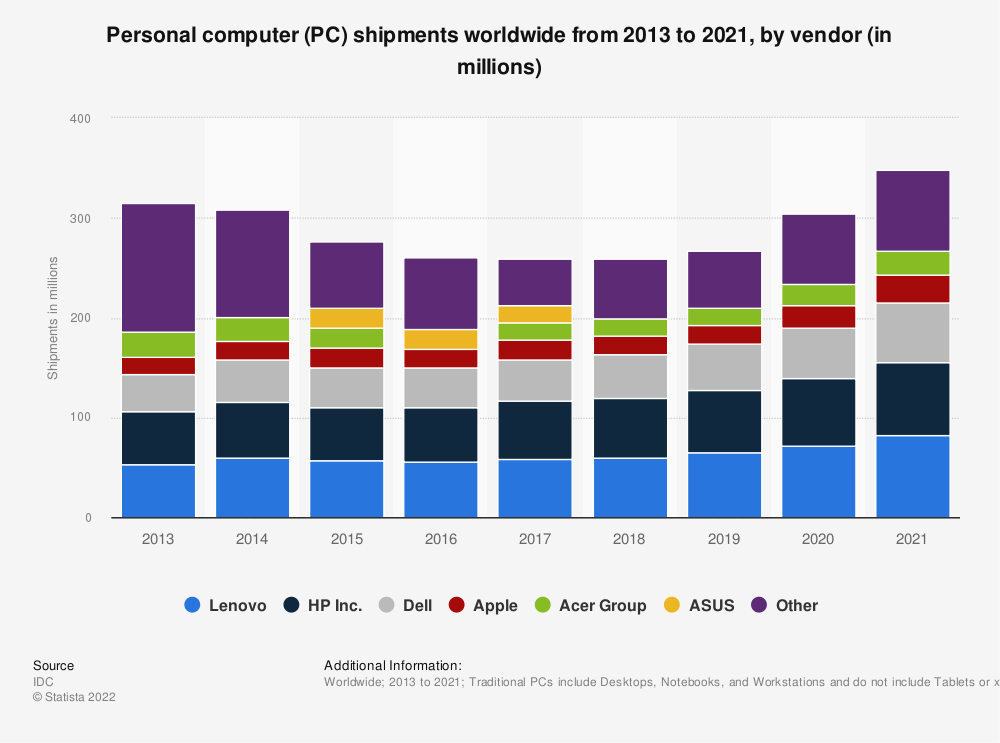 Personal computer (PC) shipments worldwide from 2013 to 2021, by vendor (in
millions)
Shipments in millions
400
300
200
100
0
2013 2014 2015 2016 2017 2018 2019 2020 2021
Lenovo HP Inc. Dell Apple Acer Group ASUS Other
Source
IDC
© Statista 2022
Additional Information:
Worldwide; 2013 to 2021; Traditional PCs include Desktops, Notebooks, and Workstations and do not include Tablets or x